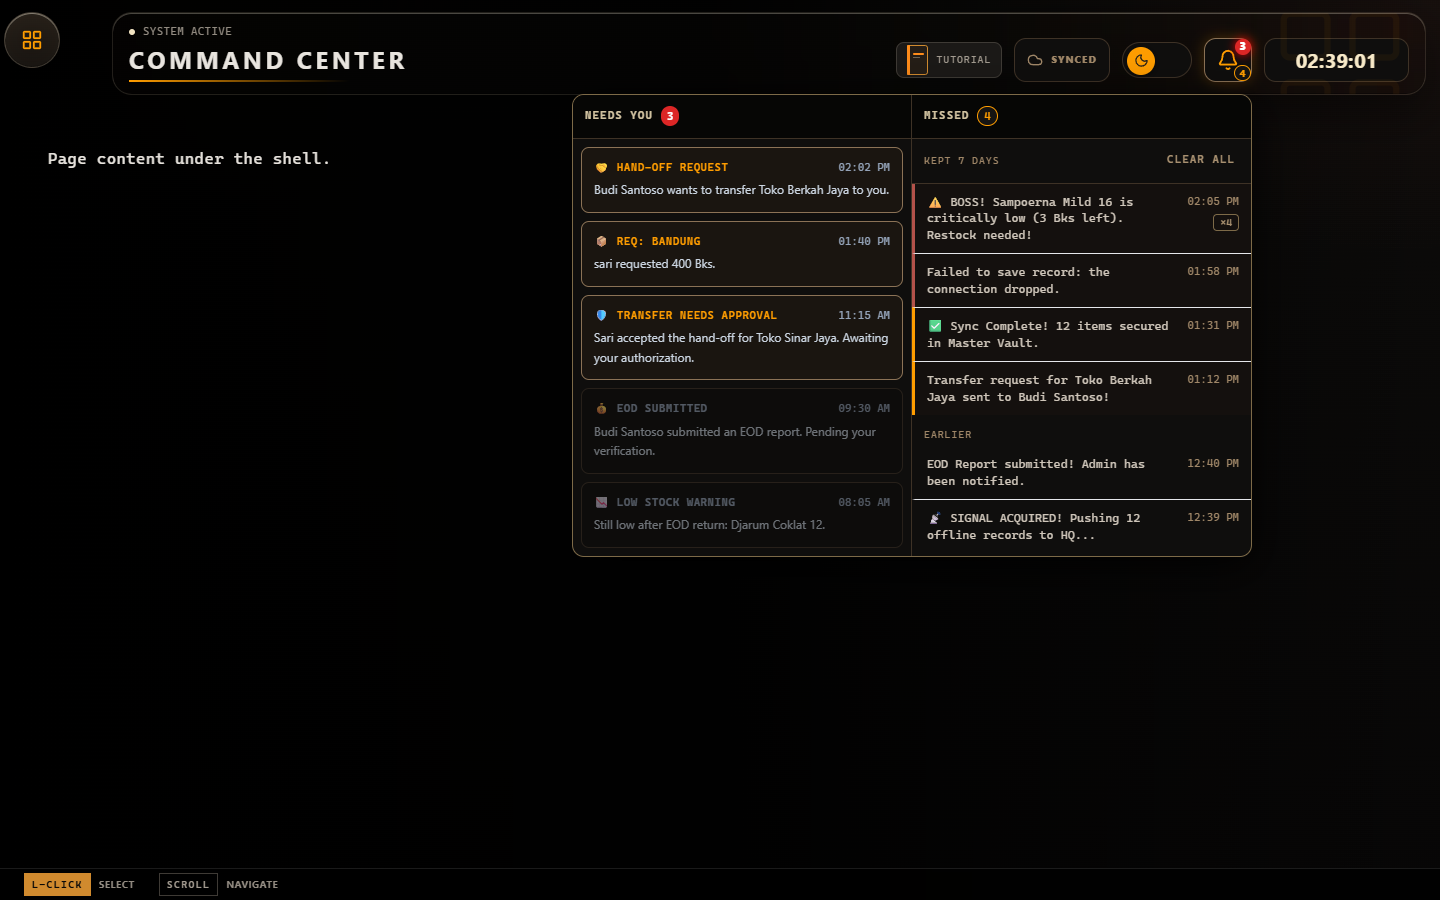 SYSTEM ACTIVE
COMMAND CENTER
TUTORIAL
SYNCED
3
4
02:39:01
Page content under the shell.
NEEDS YOU 3
HAND-OFF REQUEST 02:02 PM
Budi Santoso wants to transfer Toko Berkah Jaya to you.
REQ: BANDUNG 01:40 PM
sari requested 400 Bks.
TRANSFER NEEDS APPROVAL 11:15 AM
Sari accepted the hand-off for Toko Sinar Jaya. Awaiting
your authorization.
EOD SUBMITTED 09:30 AM
Budi Santoso submitted an EOD report. Pending your
verification.
LOW STOCK WARNING 08:05 AM
Still low after EOD return: Djarum Coklat 12.
MISSED 4
KEPT 7 DAYS CLEAR ALL
BOSS! Sampoerna Mild 16 is 02:05 PM
critically low (3 Bks left). ×4
Restock needed!
Failed to save record: the 01:58 PM
connection dropped.
Sync Complete! 12 items secured 01:31 PM
in Master Vault.
Transfer request for Toko Berkah 01:12 PM
Jaya sent to Budi Santoso!
EARLIER
EOD Report submitted! Admin has 12:40 PM
been notified.
SIGNAL ACQUIRED! Pushing 12 12:39 PM
offline records to HQ...
L-CLICK SELECT SCROLL NAVIGATE